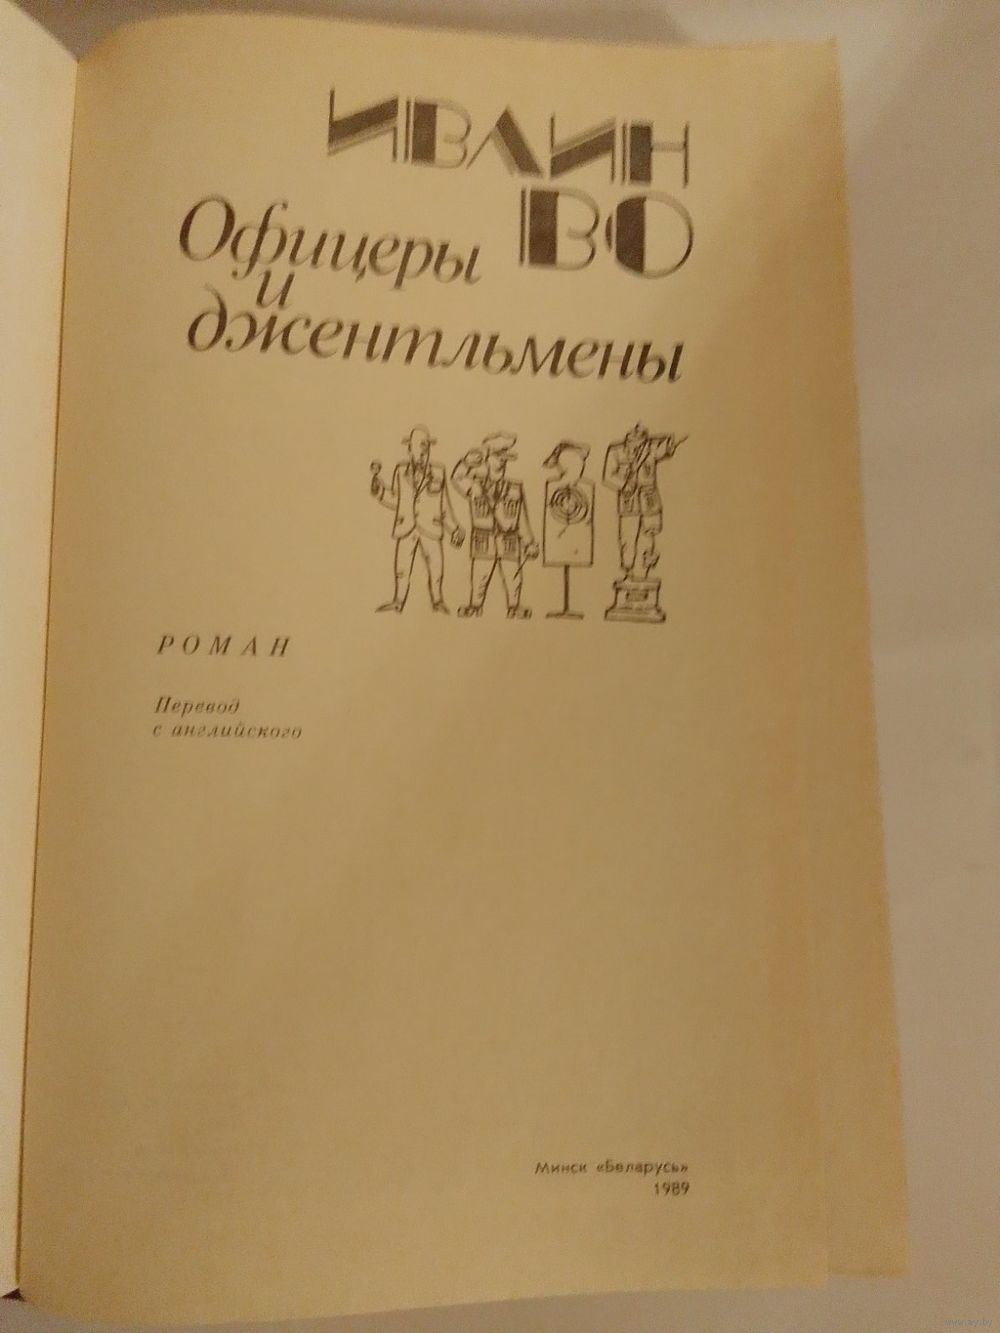 ИВЛИН
ВО
Офицеры
и
джентльмены
РОМАН
Перевод
с английского
Минск «Беларусь»
1989